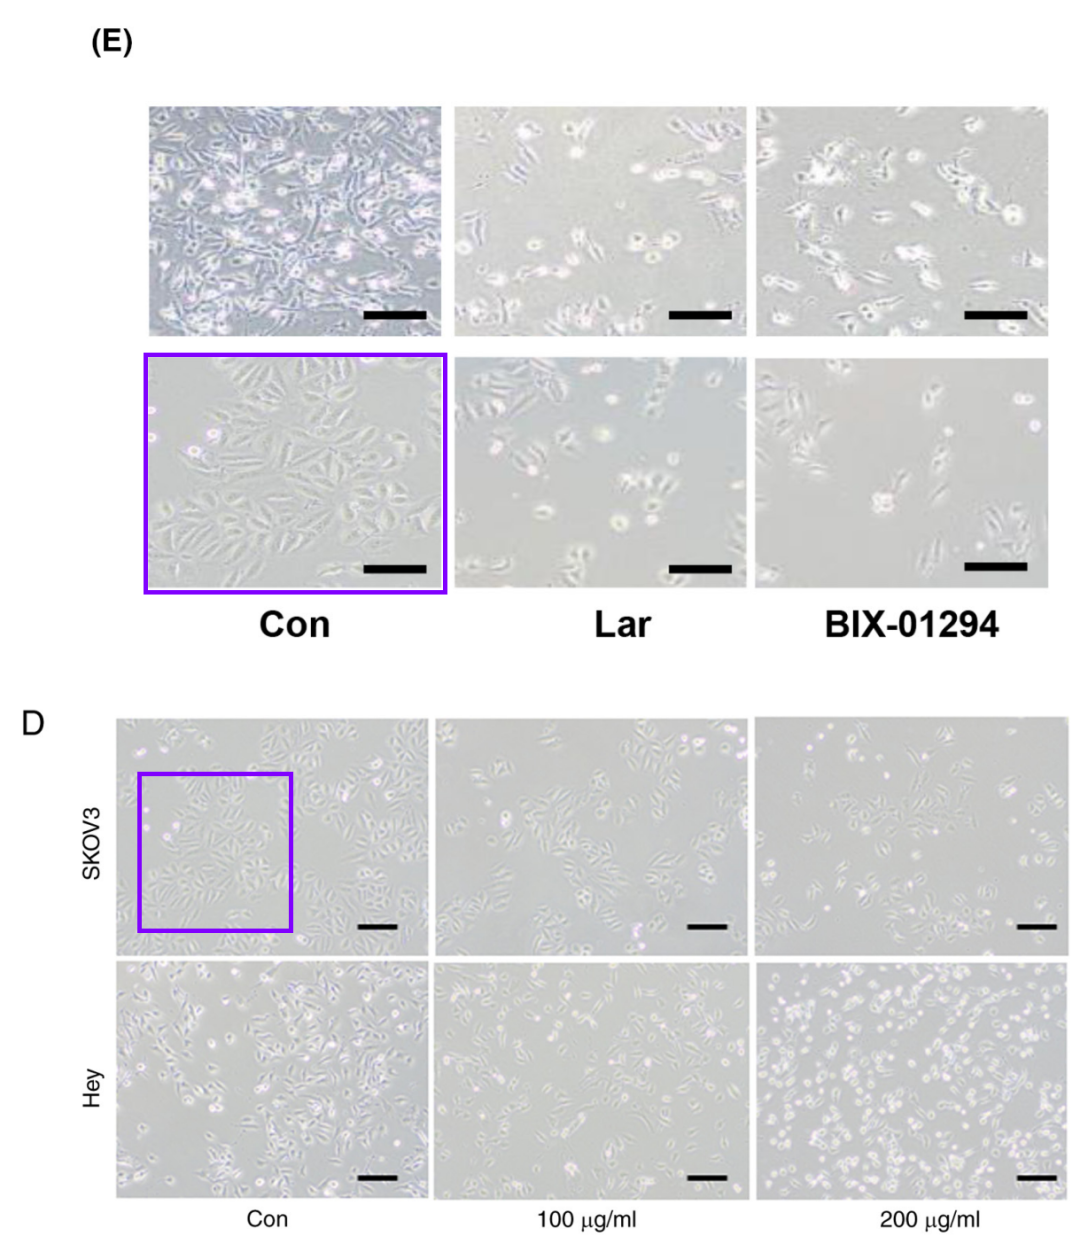 (E)
Con Lar BIX-01294
D
SKOV3
Hey
Con 100 µg/ml 200 µg/ml